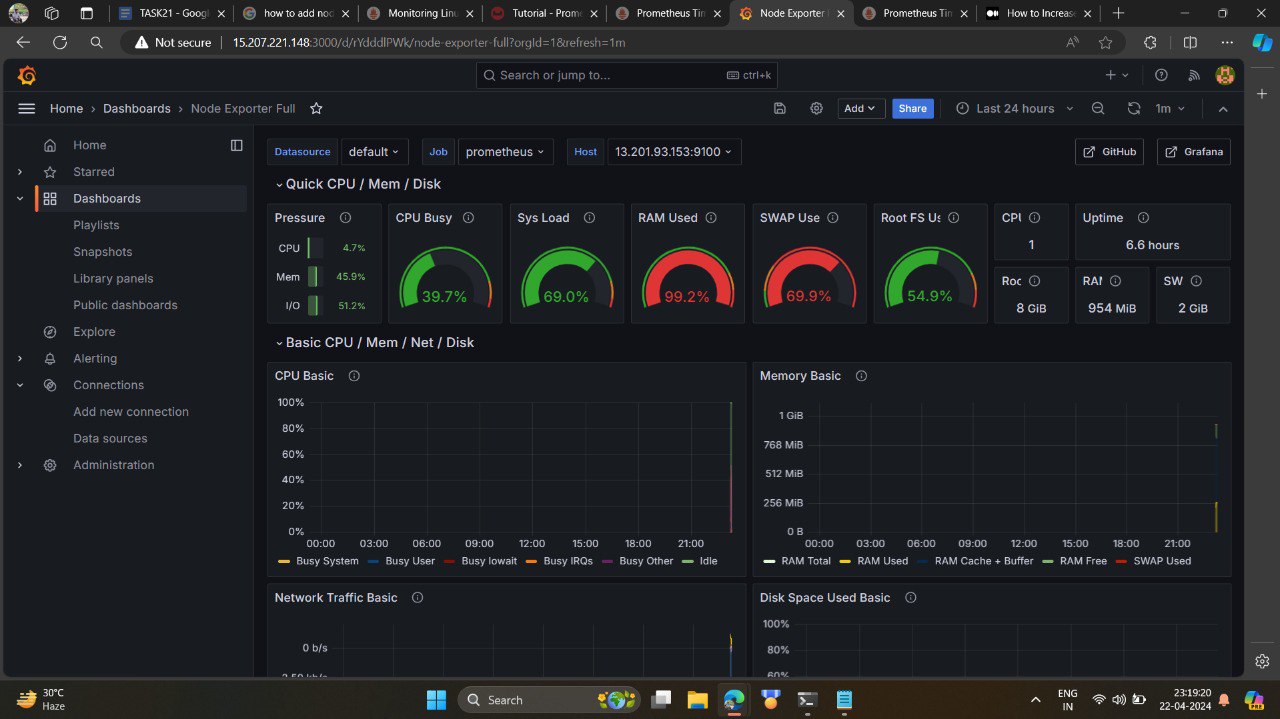 TASK21 - Googl
how to add nod
Monitoring Lin
Tutorial - Prom
Prometheus Tim
Node Exporter
Prometheus Tim
How to Increase
Not secure
15.207.221.148:3000/d/rYdddlPWk/node-exporter-full?orgId=1&refresh=1m
Search or jump to...
ctrl+k
Home
Dashboards
Node Exporter Full
Add
Share
Last 24 hours
1m
Home
Starred
Dashboards
Playlists
Snapshots
Library panels
Public dashboards
Explore
Alerting
Connections
Add new connection
Data sources
Administration
Datasource
default
Job
prometheus
Host
13.201.93.153:9100
GitHub
Grafana
Quick CPU / Mem / Disk
Pressure
CPU
4.7%
Mem
45.9%
I/O
51.2%
CPU Busy
39.7%
Sys Load
69.0%
RAM Used
99.2%
SWAP Use
69.9%
Root FS Us
54.9%
CPI
1
Uptime
6.6 hours
Roc
8 GiB
RAM
954 MiB
SW
2 GiB
Basic CPU / Mem / Net / Disk
CPU Basic
100%
80%
60%
40%
20%
0%
00:00
03:00
06:00
09:00
12:00
15:00
18:00
21:00
Busy System
Busy User
Busy Iowait
Busy IRQs
Busy Other
Idle
Memory Basic
1 GiB
768 MiB
512 MiB
256 MiB
0 B
00:00
03:00
06:00
09:00
12:00
15:00
18:00
21:00
RAM Total
RAM Used
RAM Cache + Buffer
RAM Free
SWAP Used
Network Traffic Basic
0 b/s
2.50 kb/s
Disk Space Used Basic
100%
80%
60%
30°C
Haze
Search
ENG
IN
23:19:20
22-04-2024